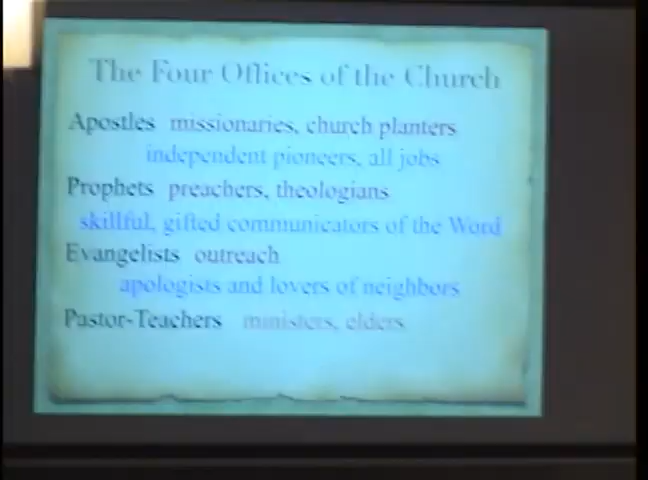 The Four Offices of the Church
Apostles missionaries, church planters
independent pioneers, all jobs
Prophets preachers, theologians
skillful, gifted communicators of the Word
Evangelists outreach
apologists and lovers of neighbors
Pastor-Teachers ministers, elders